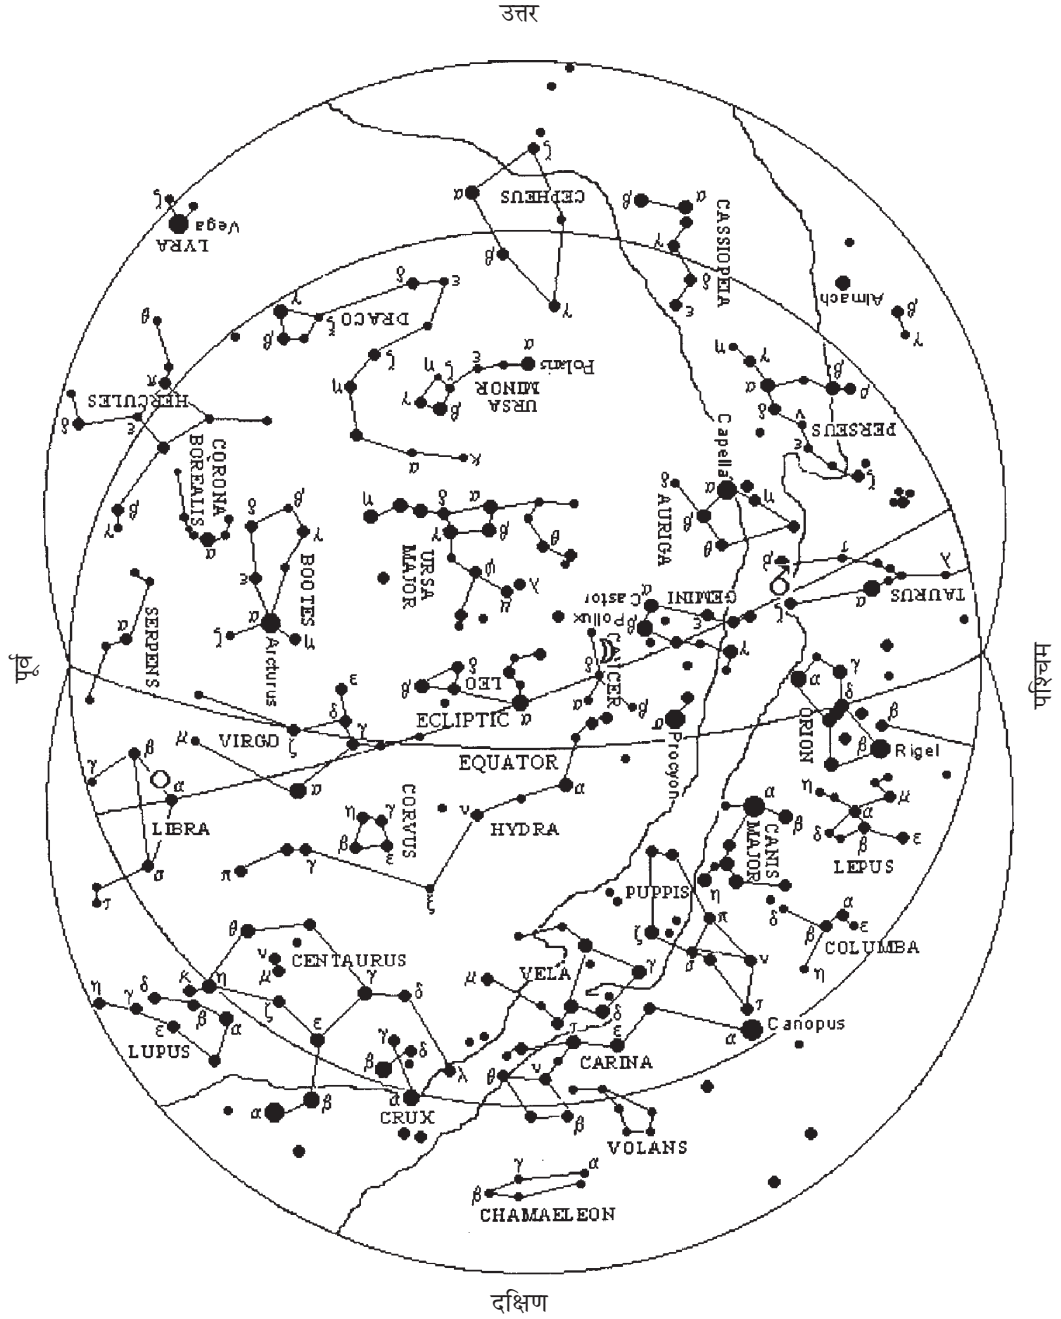 उत्तर
ζ
α
CEPHEUS
β
γ
β
α
CASSIOPEIA
γ
δ
ε
ζ
Vega
LYRA
Almach
β
γ
δ
ε
γ
β
DRACO
ξ
ζ
η
α
κ
α
Polaris
ε
ζ
η
γ
β
URSA
MINOR
η
γ
α
β
ρ
ν
PERSEUS
ε
ζ
θ
π
HERCULES
δ
ε
β
γ
CORONA
BOREALIS
α
Capella
α
η
δ
β
θ
AURIGA
η
δ
α
γ
β
θ
URSA
MAJOR
ψ
λ
μ
δ
β
γ
BOOTES
ε
α
ζ
η
Arcturus
β
τ
λ
α
TAURUS
ζ
α
Castor
GEMINI
ε
β
Pollux
γ
SERPENS
α
CANCER
δ
α
β
δ
β
LEO
α
पूर्व
पश्चिम
ε
δ
γ
VIRGO
ζ
μ
α
ECLIPTIC
EQUATOR
α
Procyon
α
γ
δ
ORION
β
β
Rigel
β
γ
α
LIBRA
σ
τ
CORVUS
η
γ
β
ε
ν
α
HYDRA
π
γ
ξ
α
β
CANIS
MAJOR
η
μ
α
δ
β
ε
LEPUS
PUPPIS
ζ
π
σ
ν
τ
δ
α
β
ε
COLUMBA
η
θ
CENTAURUS
ν
μ
κ
η
ζ
γ
δ
ε
λ
β
α
η
γ
δ
β
α
ε
LUPUS
VELA
μ
γ
δ
Canopus
α
ε
CARINA
θ
ν
β
γ
δ
β
α
CRUX
VOLANS
γ
α
β
CHAMAELEON
दक्षिण